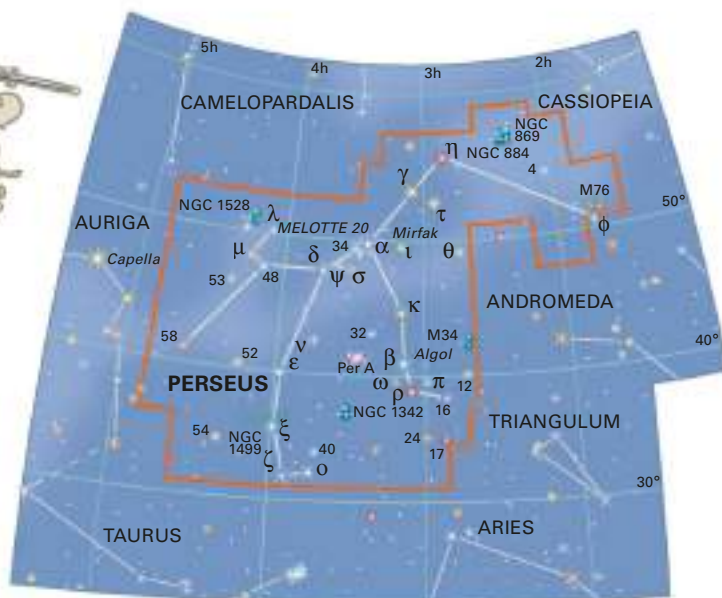 5h
4h
3h
2h
CAMELOPARDALIS
CASSIOPEIA
NGC
869
NGC 884
η
4
M76
γ
50°
NGC 1528
λ
τ
ϕ
AURIGA
MELOTTE 20
Mirfak
μ
δ
34
α
ι
θ
Capella
ψ
σ
53
48
ANDROMEDA
κ
58
32
M34
ν
40°
52
ε
Per A
β
Algol
PERSEUS
ω
π
12
ρ
16
NGC 1342
TRIANGULUM
54
NGC
1499
ξ
24
40
17
ζ
ο
30°
TAURUS
ARIES